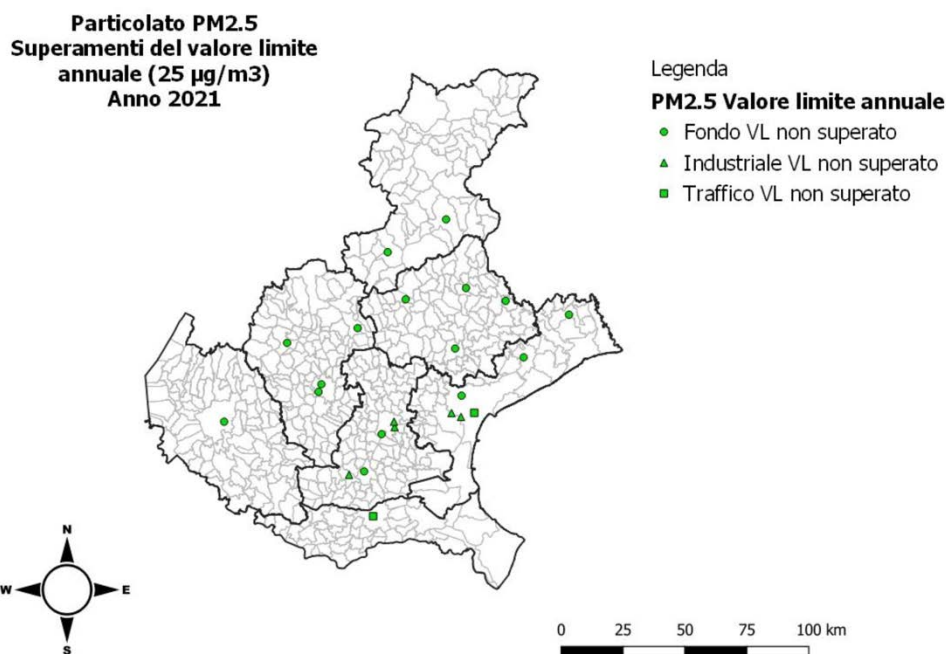 Particolato PM2.5
Superamenti del valore limite
annuale (25 µg/m3)
Anno 2021
Legenda
PM2.5 Valore limite annuale
Fondo VL non superato
Industriale VL non superato
Traffico VL non superato
N
W E
S
0 25 50 75 100 km